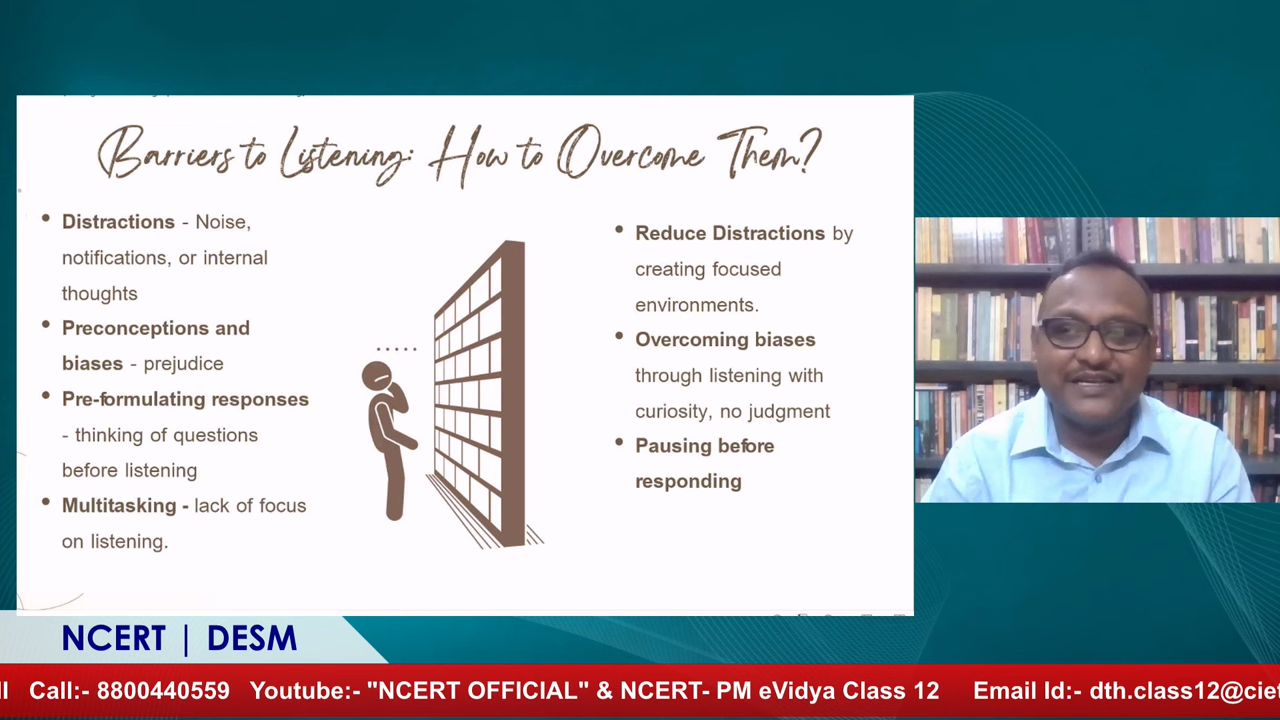 Barriers to Listening: How to Overcome Them?
• Distractions - Noise,
notifications, or internal
thoughts
• Preconceptions and
biases - prejudice
• Pre-formulating responses
- thinking of questions
before listening
• Multitasking - lack of focus
on listening.
• Reduce Distractions by
creating focused
environments.
• Overcoming biases
through listening with
curiosity, no judgment
• Pausing before
responding
NCERT | DESM
Call:- 8800440559 Youtube:- "NCERT OFFICIAL" & NCERT- PM eVidya Class 12 Email Id:- dth.class12@ciet